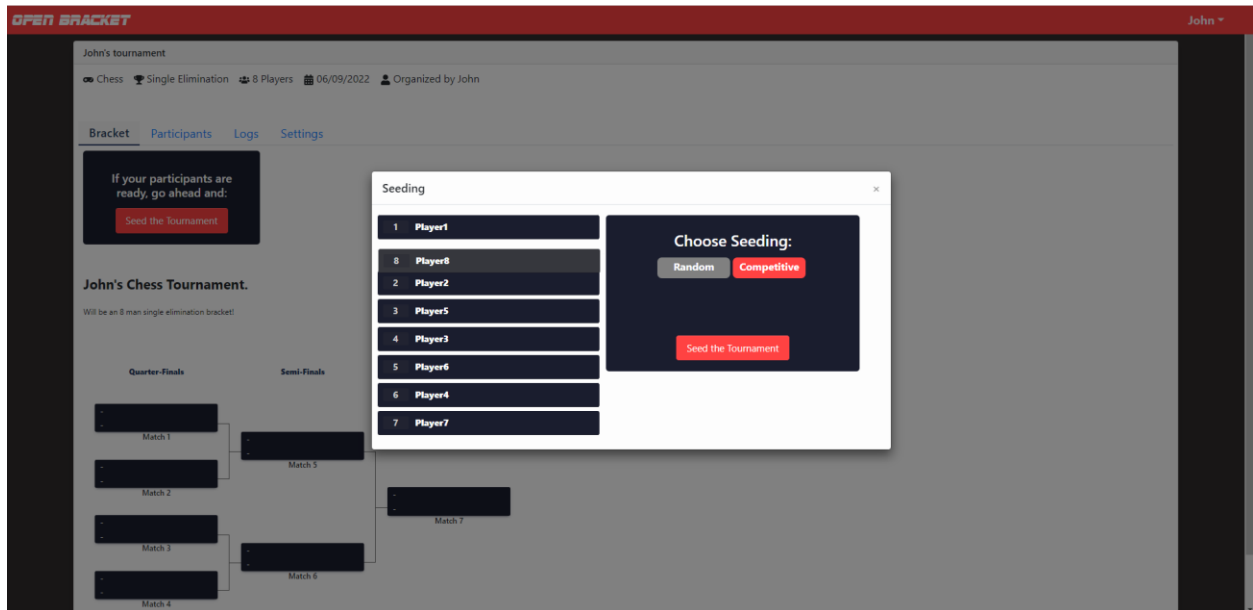 OPEN BRACKET
John
John's tournament
Chess Single Elimination 8 Players 06/09/2022 Organized by John
Bracket Participants Logs Settings
If your participants are
ready, go ahead and:
Seed the Tournament
John's Chess Tournament.
Will be an 8 man single elimination bracket!
Quarter-Finals Semi-Finals
-
-
Match 1
-
-
Match 2
-
-
Match 3
-
-
Match 4
-
-
Match 5
-
-
Match 6
-
-
Match 7
Seeding ×
1 Player1
8 Player8
2 Player2
3 Player5
4 Player3
5 Player6
6 Player4
7 Player7
Choose Seeding:
Random Competitive
Seed the Tournament